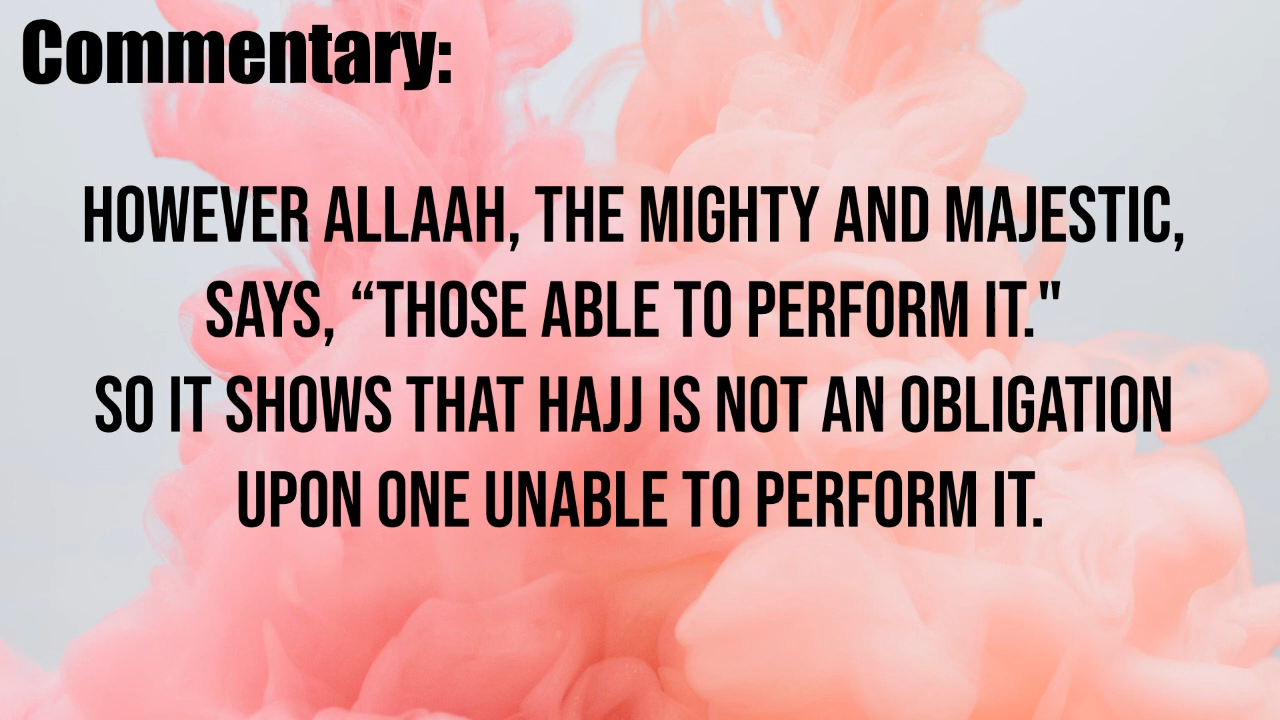 Commentary:
HOWEVER ALLAAH, THE MIGHTY AND MAJESTIC,
SAYS, “THOSE ABLE TO PERFORM IT."
SO IT SHOWS THAT HAJJ IS NOT AN OBLIGATION
UPON ONE UNABLE TO PERFORM IT.